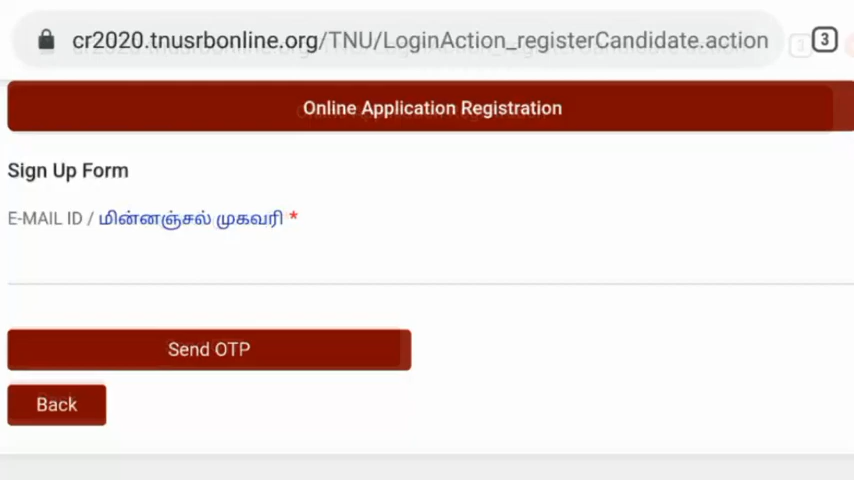 cr2020.tnusrbonline.org/TNU/LoginAction_registerCandidate.action
3
Online Application Registration
Sign Up Form
E-MAIL ID / மின்னஞ்சல் முகவரி *
Send OTP
Back